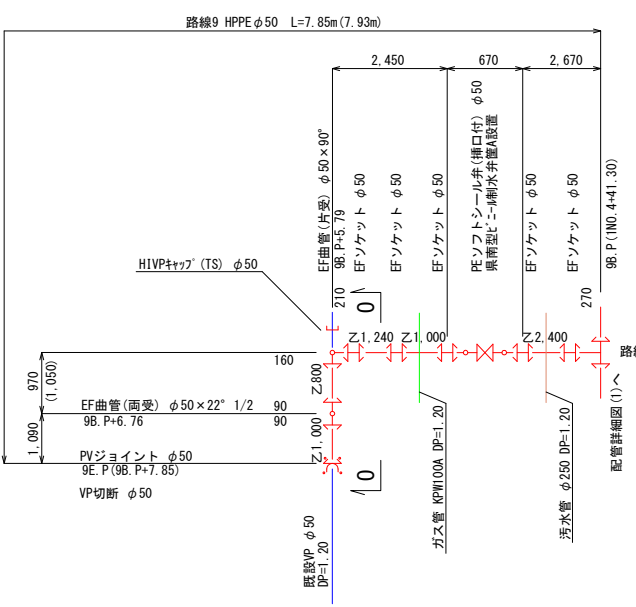 路線9 HPPEφ50 L=7.85m(7.93m)
2,450
670
2,670
EF曲管(片受) φ50×90°
9B.P+5.79
EFソケット φ50
EFソケット φ50
EFソケット φ50
PEソフトシール弁(挿口付) φ50
県南型ビニール制水弁筐A設置
EFソケット φ50
EFソケット φ50
9B.P(1NO.4+41.30)
HIVPキャップ(TS) φ50
210
O
270
Z1,240
Z1,000
Z2,400
路線
160
970
(1,050)
Z800
EF曲管(両受) φ50×22° 1/2
90
9B.P+6.76
90
1,090
Z1,000
PVジョイント φ50
9E.P(9B.P+7.85)
VP切断 φ50
O
既設VP φ50
DP=1.20
ガス管 KPW100A DP=1.20
汚水管 φ250 DP=1.20
配管詳細図(1)へ